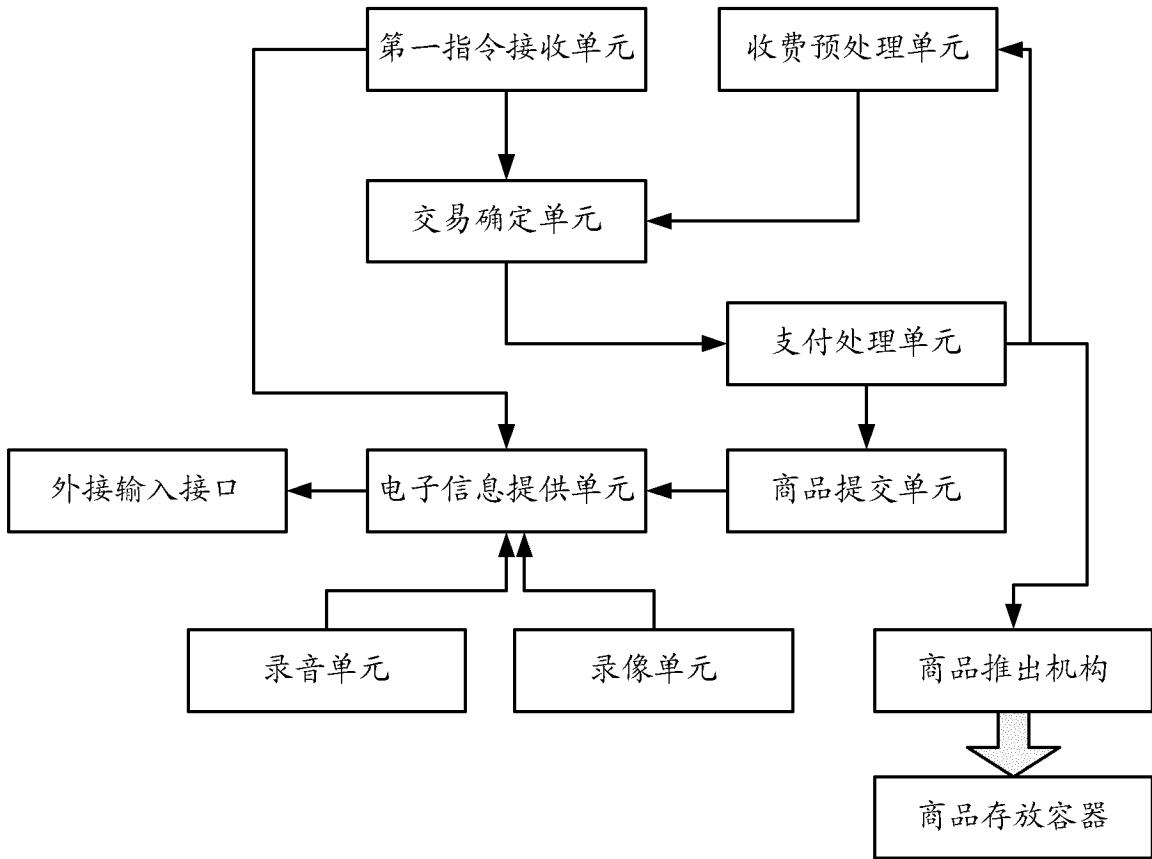 第一指令接收单元
收费预处理单元
交易确定单元
支付处理单元
外接输入接口
电子信息提供单元
商品提交单元
录音单元
录像单元
商品推出机构
商品存放容器